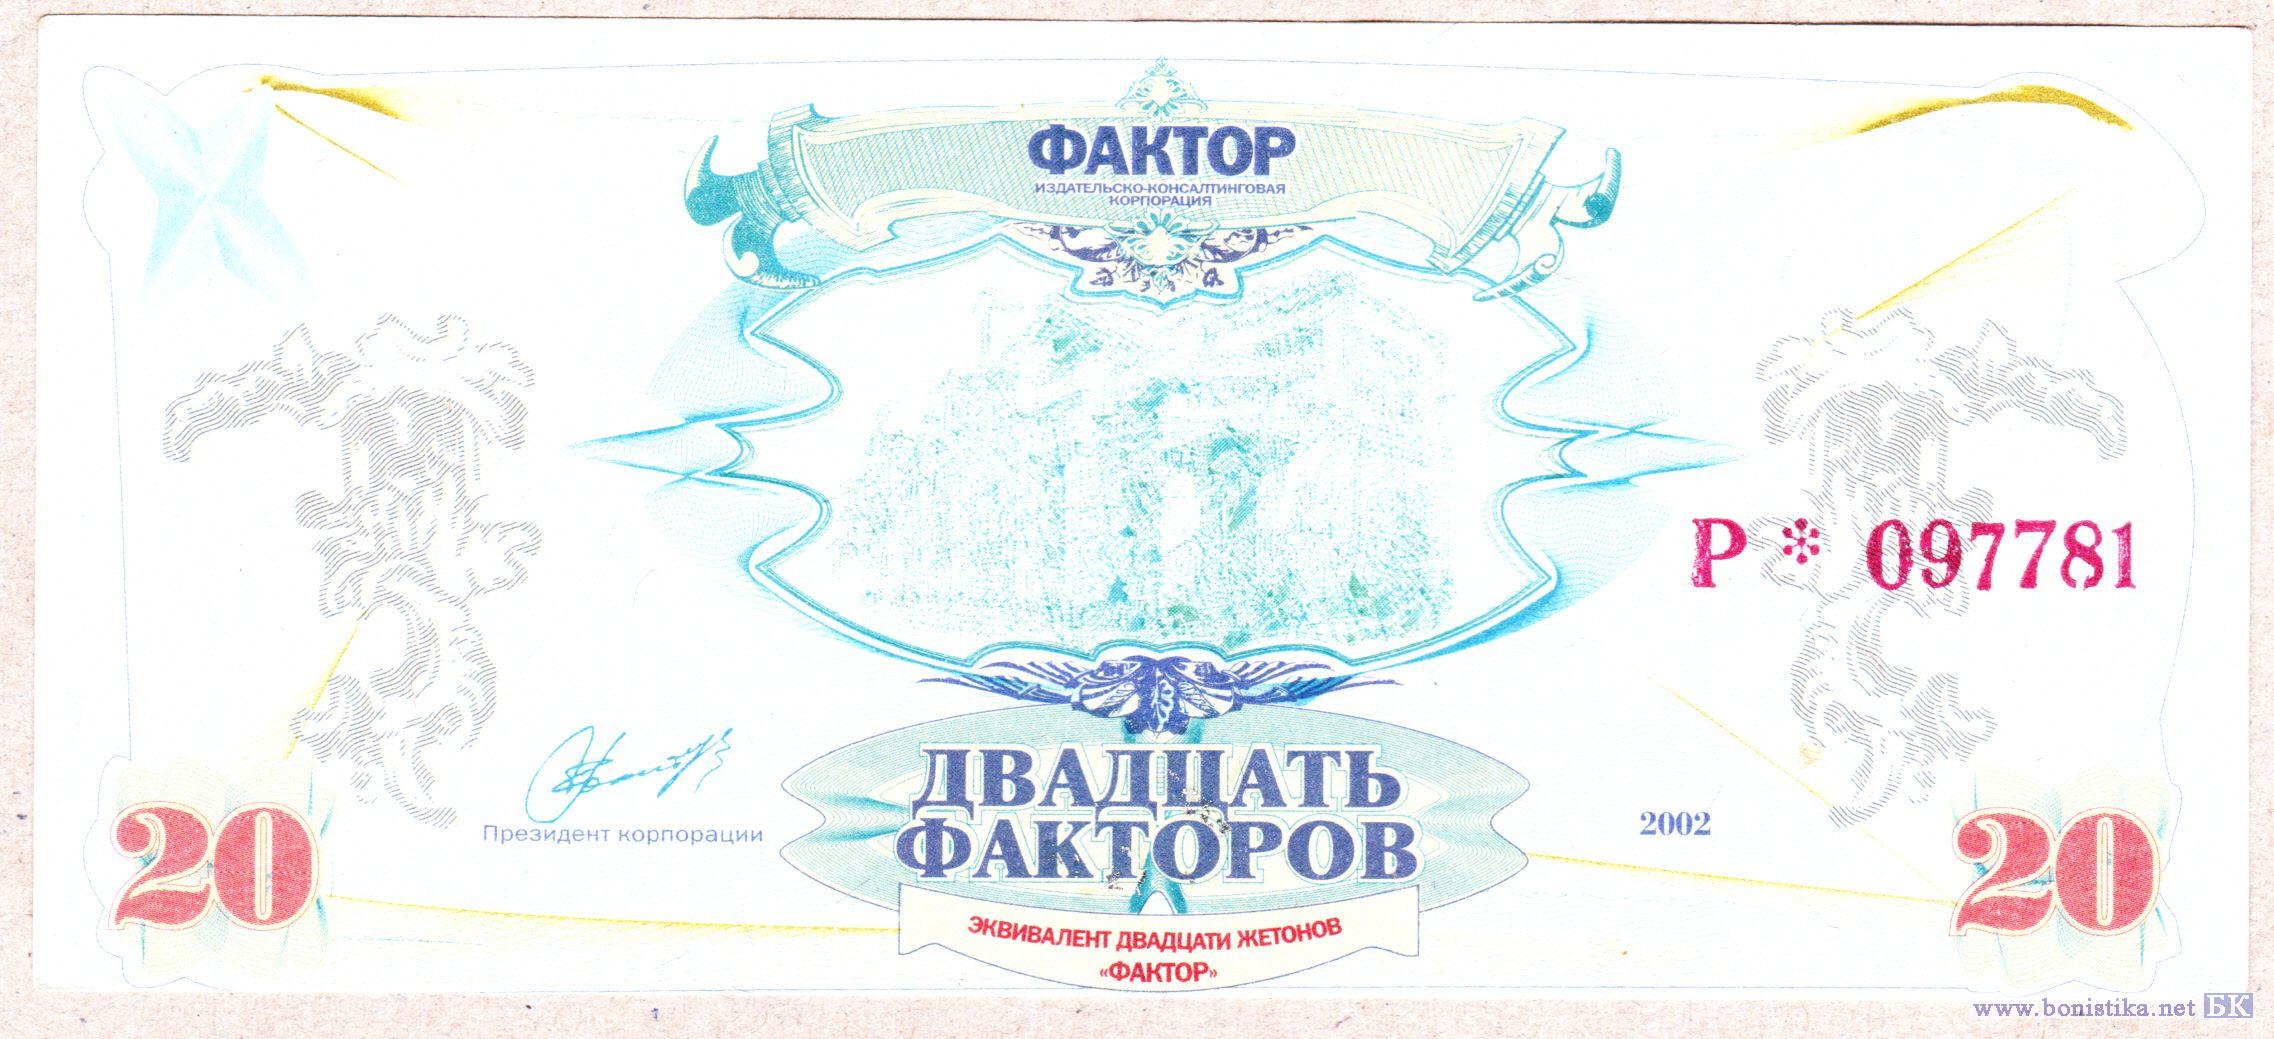 ФАКТОР
ИЗДАТЕЛЬСКО-КОНСАЛТИНГОВАЯ
КОРПОРАЦИЯ
Р * 097781
Президент корпорации
ДВАДЦАТЬ
ФАКТОРОВ
2002
20
20
ЭКВИВАЛЕНТ ДВАДЦАТИ ЖЕТОНОВ
«ФАКТОР»
www.bonistika.net БК